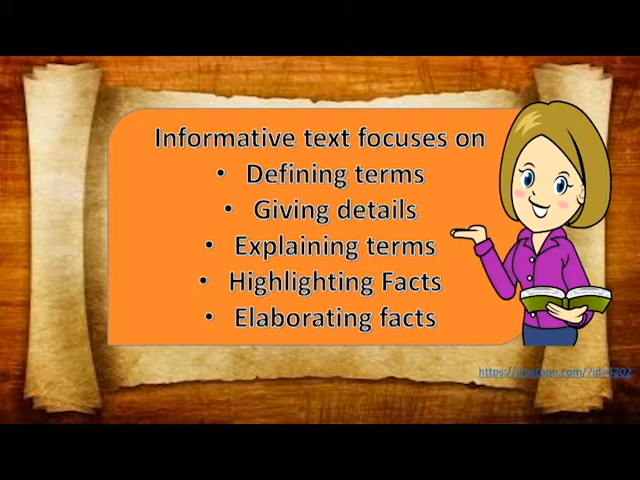 Informative text focuses on
• Defining terms
• Giving details
• Explaining terms
• Highlighting Facts
• Elaborating facts